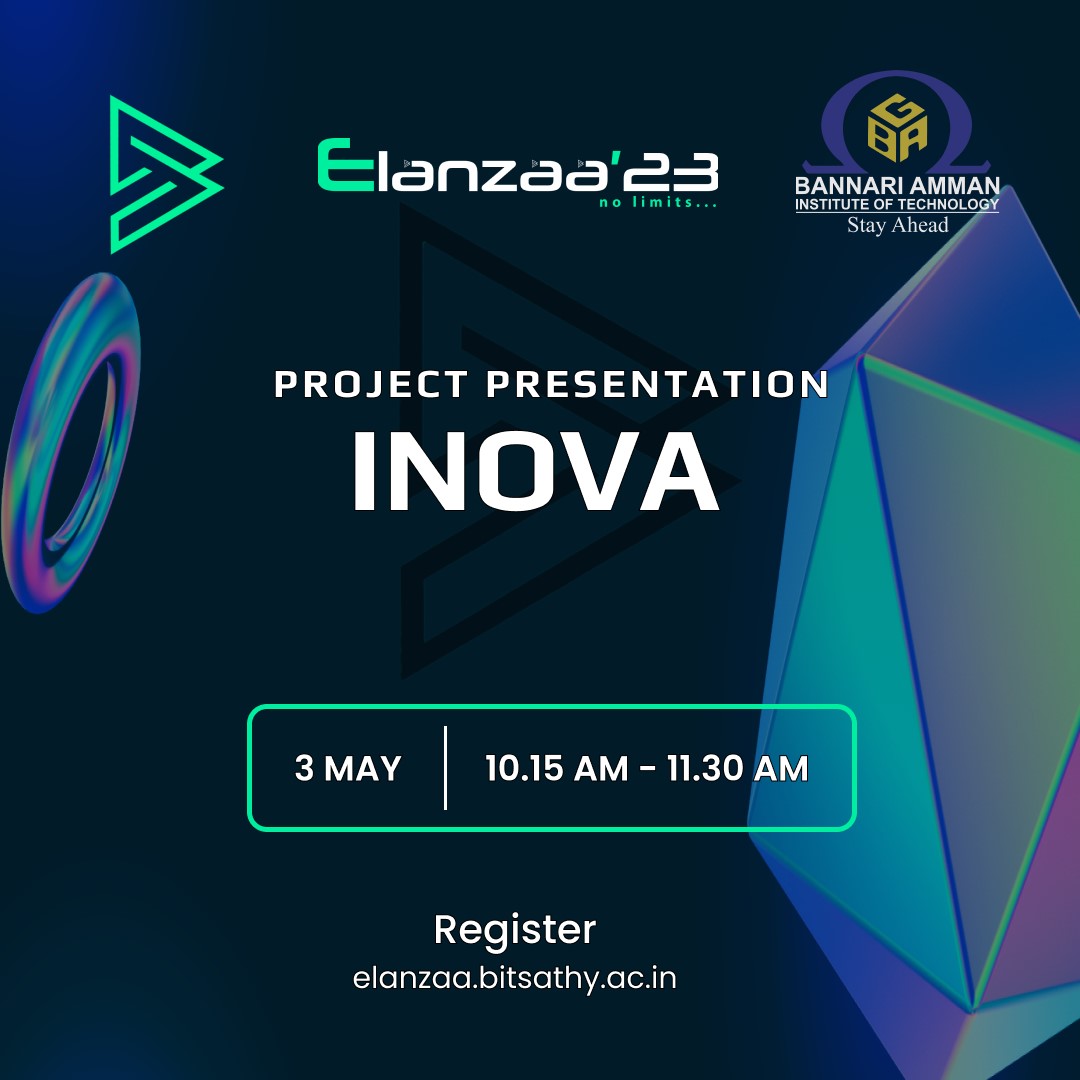 Elanzaa'23
no limits...
GBA
BANNARI AMMAN
INSTITUTE OF TECHNOLOGY
Stay Ahead
PROJECT PRESENTATION
INOVA
3 MAY
10.15 AM - 11.30 AM
Register
elanzaa.bitsathy.ac.in